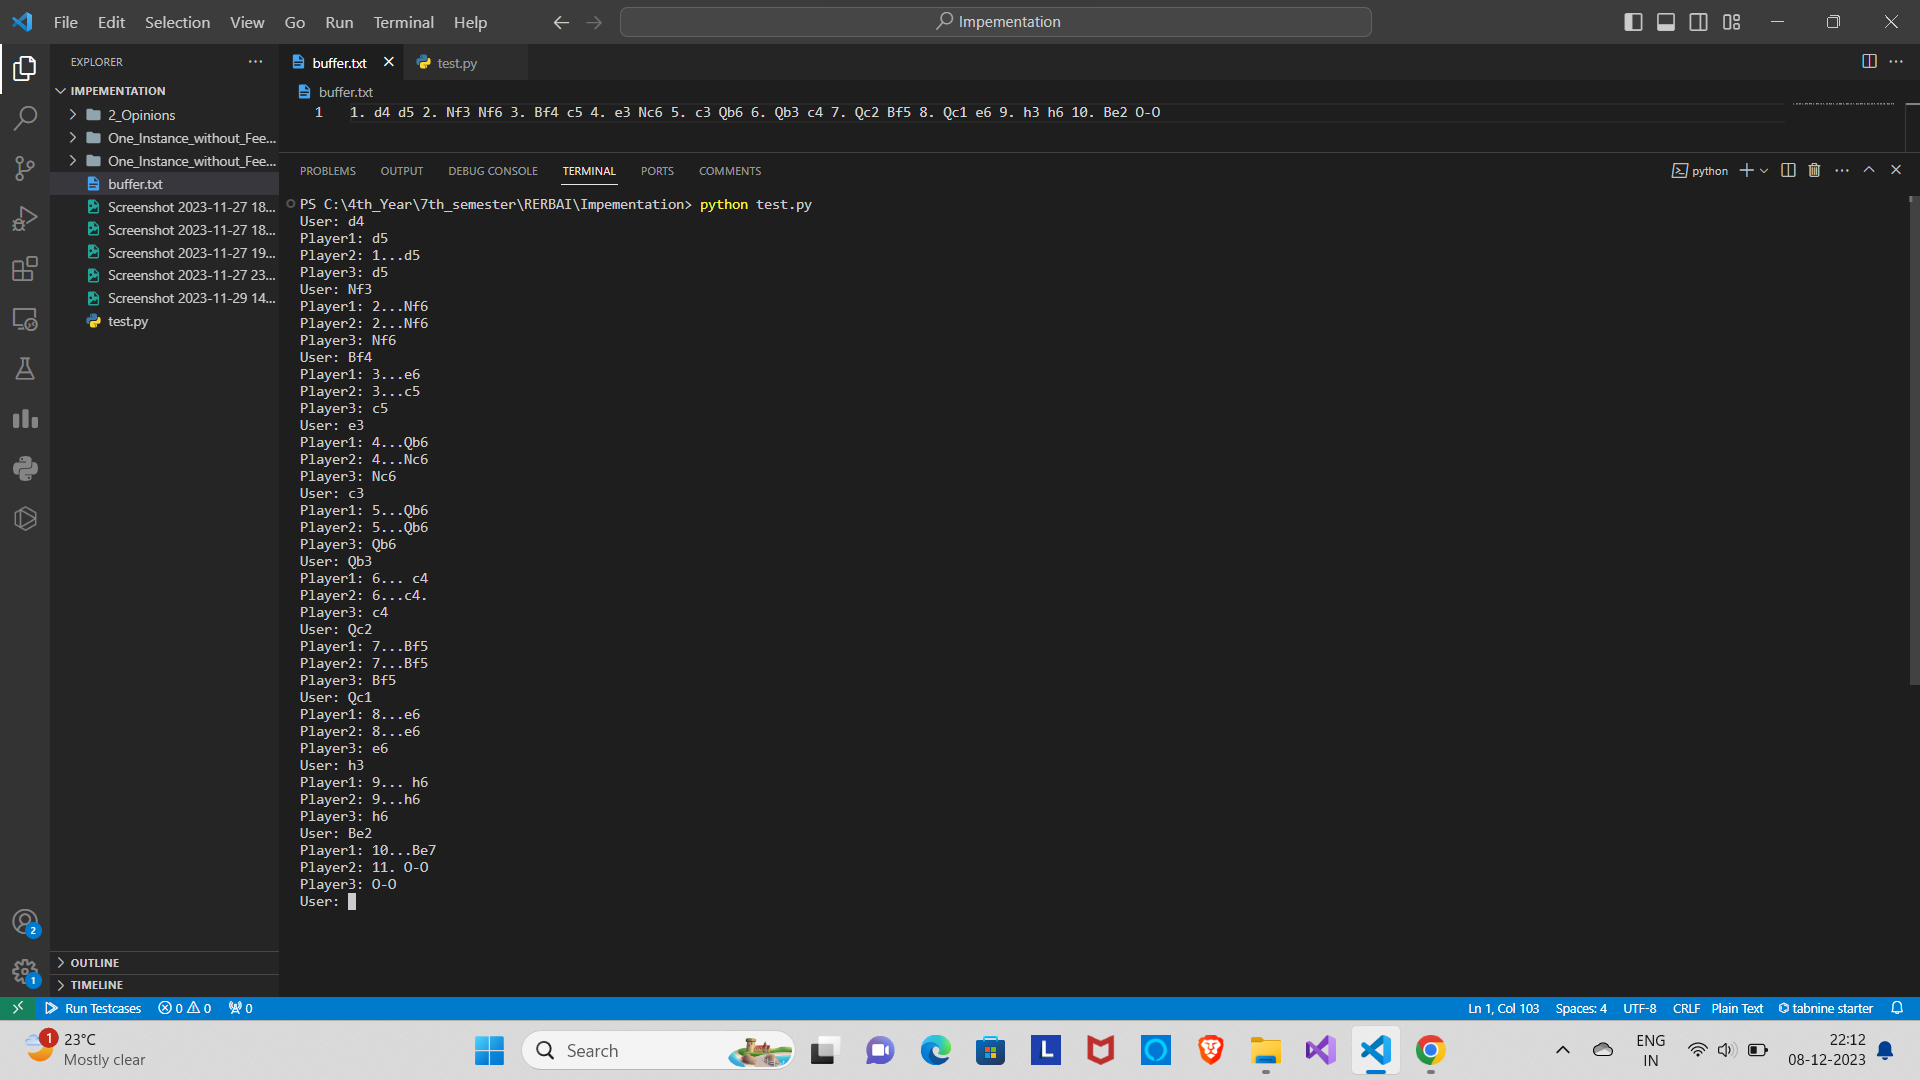 File Edit Selection View Go Run Terminal Help
Impementation
EXPLORER
IMPEMENTATION
2_Opinions
One_Instance_without_Fee...
One_Instance_without_Fee...
buffer.txt
Screenshot 2023-11-27 18...
Screenshot 2023-11-27 18...
Screenshot 2023-11-27 19...
Screenshot 2023-11-27 23...
Screenshot 2023-11-29 14...
test.py
OUTLINE
TIMELINE
buffer.txt test.py
buffer.txt
1 1. d4 d5 2. Nf3 Nf6 3. Bf4 c5 4. e3 Nc6 5. c3 Qb6 6. Qb3 c4 7. Qc2 Bf5 8. Qc1 e6 9. h3 h6 10. Be2 O-O
PROBLEMS OUTPUT DEBUG CONSOLE TERMINAL PORTS COMMENTS
python
PS C:\4th_Year\7th_semester\RERBAI\Impementation> python test.py
User: d4
Player1: d5
Player2: 1...d5
Player3: d5
User: Nf3
Player1: 2...Nf6
Player2: 2...Nf6
Player3: Nf6
User: Bf4
Player1: 3...e6
Player2: 3...c5
Player3: c5
User: e3
Player1: 4...Qb6
Player2: 4...Nc6
Player3: Nc6
User: c3
Player1: 5...Qb6
Player2: 5...Qb6
Player3: Qb6
User: Qb3
Player1: 6... c4
Player2: 6...c4.
Player3: c4
User: Qc2
Player1: 7...Bf5
Player2: 7...Bf5
Player3: Bf5
User: Qc1
Player1: 8...e6
Player2: 8...e6
Player3: e6
User: h3
Player1: 9... h6
Player2: 9...h6
Player3: h6
User: Be2
Player1: 10...Be7
Player2: 11. O-O
Player3: O-O
User:
2
1
Run Testcases 0 0 0
Ln 1, Col 103 Spaces: 4 UTF-8 CRLF Plain Text tabnine starter
1
23°C
Mostly clear
Search
L
ENG
IN
22:12
08-12-2023